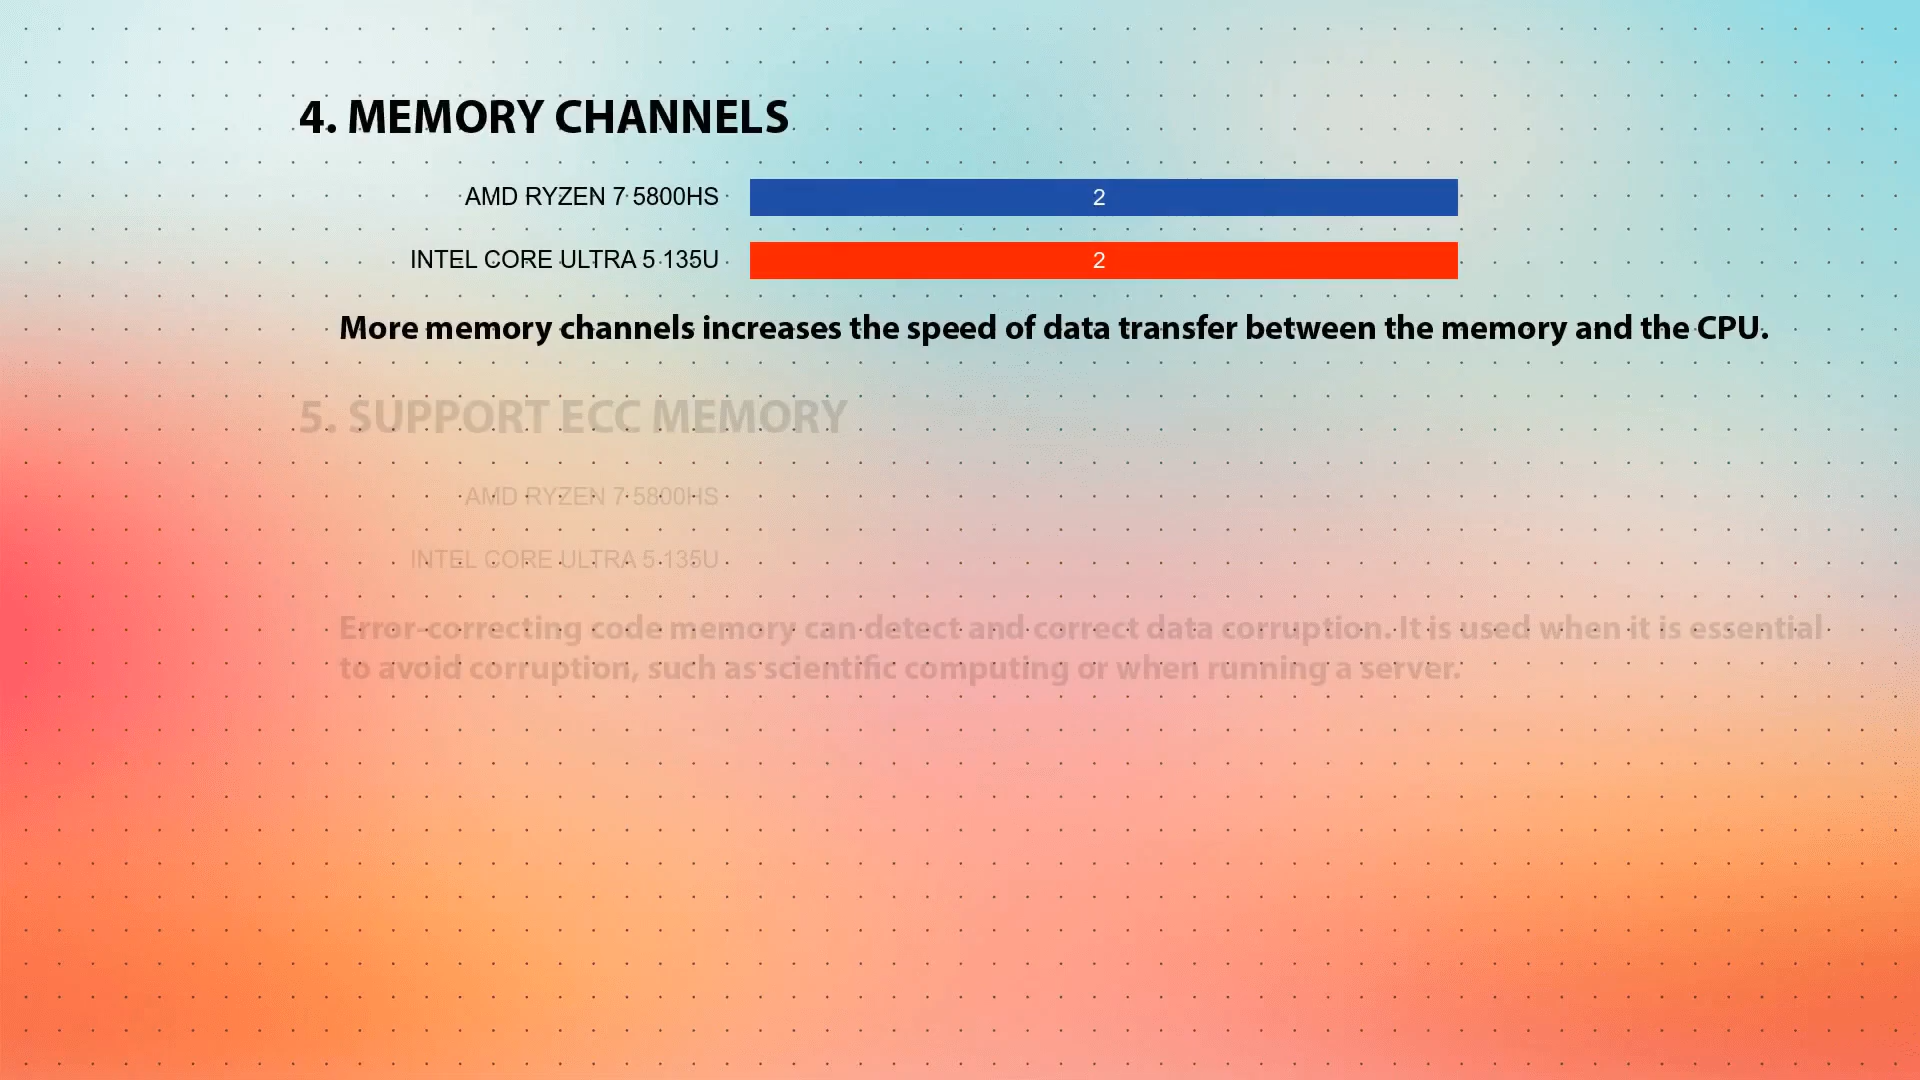 4. MEMORY CHANNELS
AMD RYZEN 7 5800HS
2
INTEL CORE ULTRA 5 135U
2
More memory channels increases the speed of data transfer between the memory and the CPU.
5. SUPPORT ECC MEMORY
AMD RYZEN 7 5800HS
INTEL CORE ULTRA 5 135U
Error-correcting code memory can detect and correct data corruption. It is used when it is essential
to avoid corruption, such as scientific computing or when running a server.